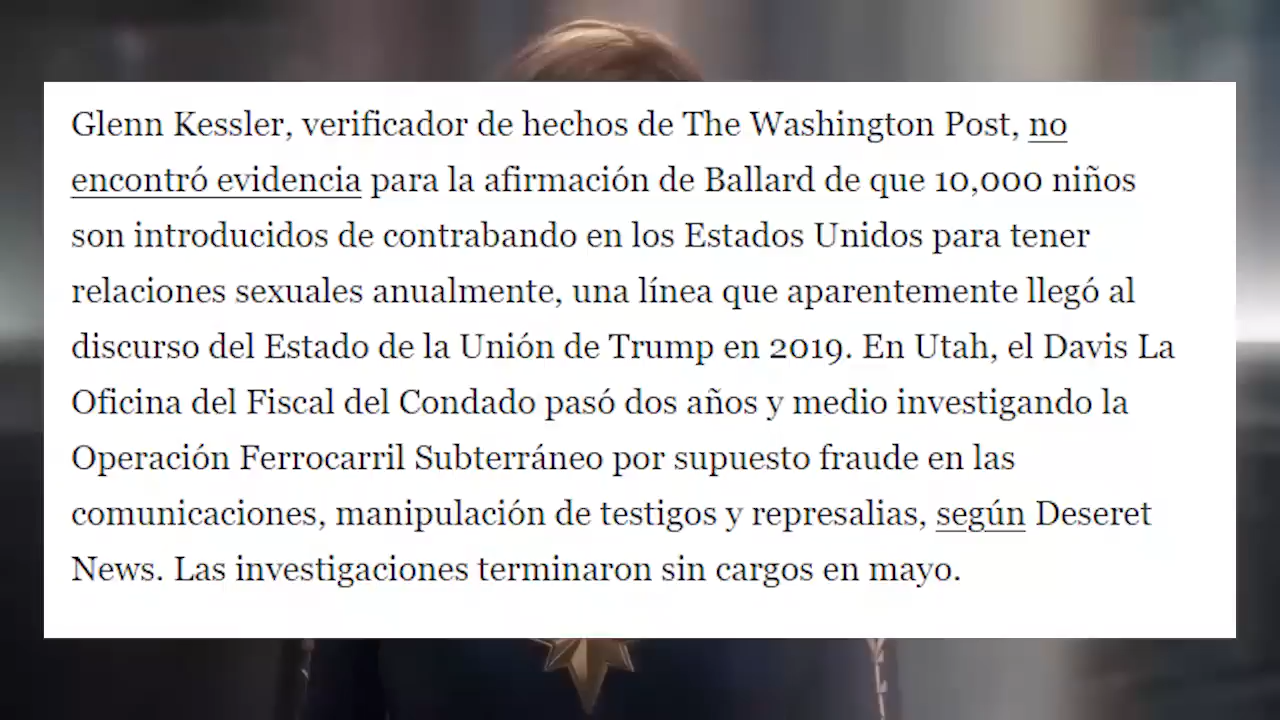 Glenn Kessler, verificador de hechos de The Washington Post, no
encontró evidencia para la afirmación de Ballard de que 10,000 niños
son introducidos de contrabando en los Estados Unidos para tener
relaciones sexuales anualmente, una línea que aparentemente llegó al
discurso del Estado de la Unión de Trump en 2019. En Utah, el Davis La
Oficina del Fiscal del Condado pasó dos años y medio investigando la
Operación Ferrocarril Subterráneo por supuesto fraude en las
comunicaciones, manipulación de testigos y represalias, según Deseret
News. Las investigaciones terminaron sin cargos en mayo.